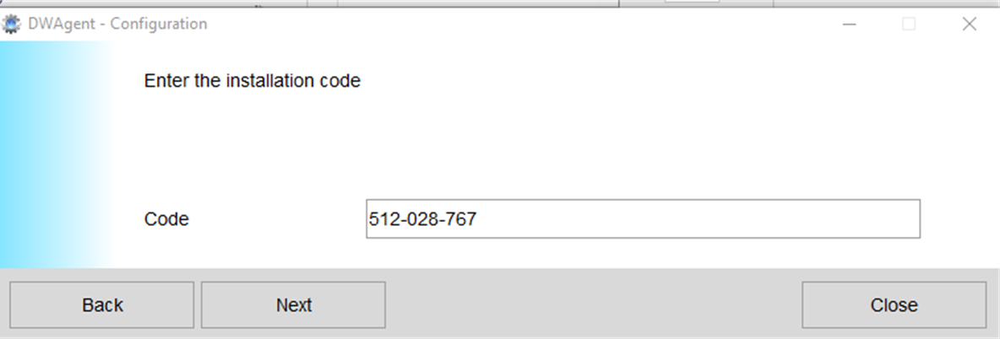 DWAgent - Configuration
Enter the installation code
Code 512-028-767
Back Next Close